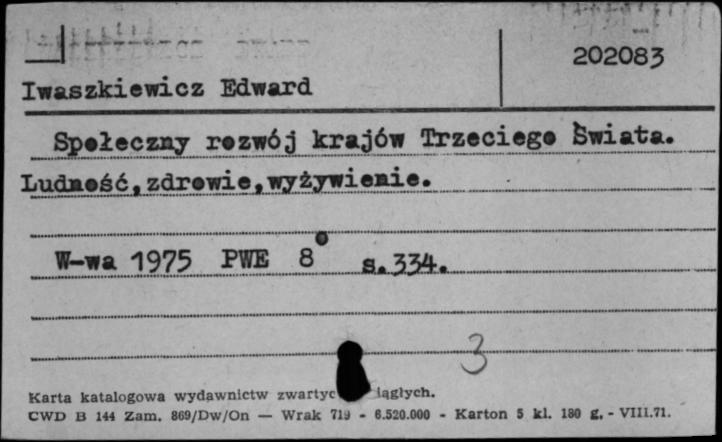 202083
Iwaszkiewicz Edward
Społeczny rozwój krajów Trzeciego Świata.
Ludność,zdrowie,wyżywienie.
W-wa 1975 PWE 8° s.334.
3
Karta katalogowa wydawnictw zwartyc iągłych.
CWD B 144 Zam. 869/Dw/On — Wrak 719 - 6.520.000 - Karton 5 kl. 180 g. - VIII.71.